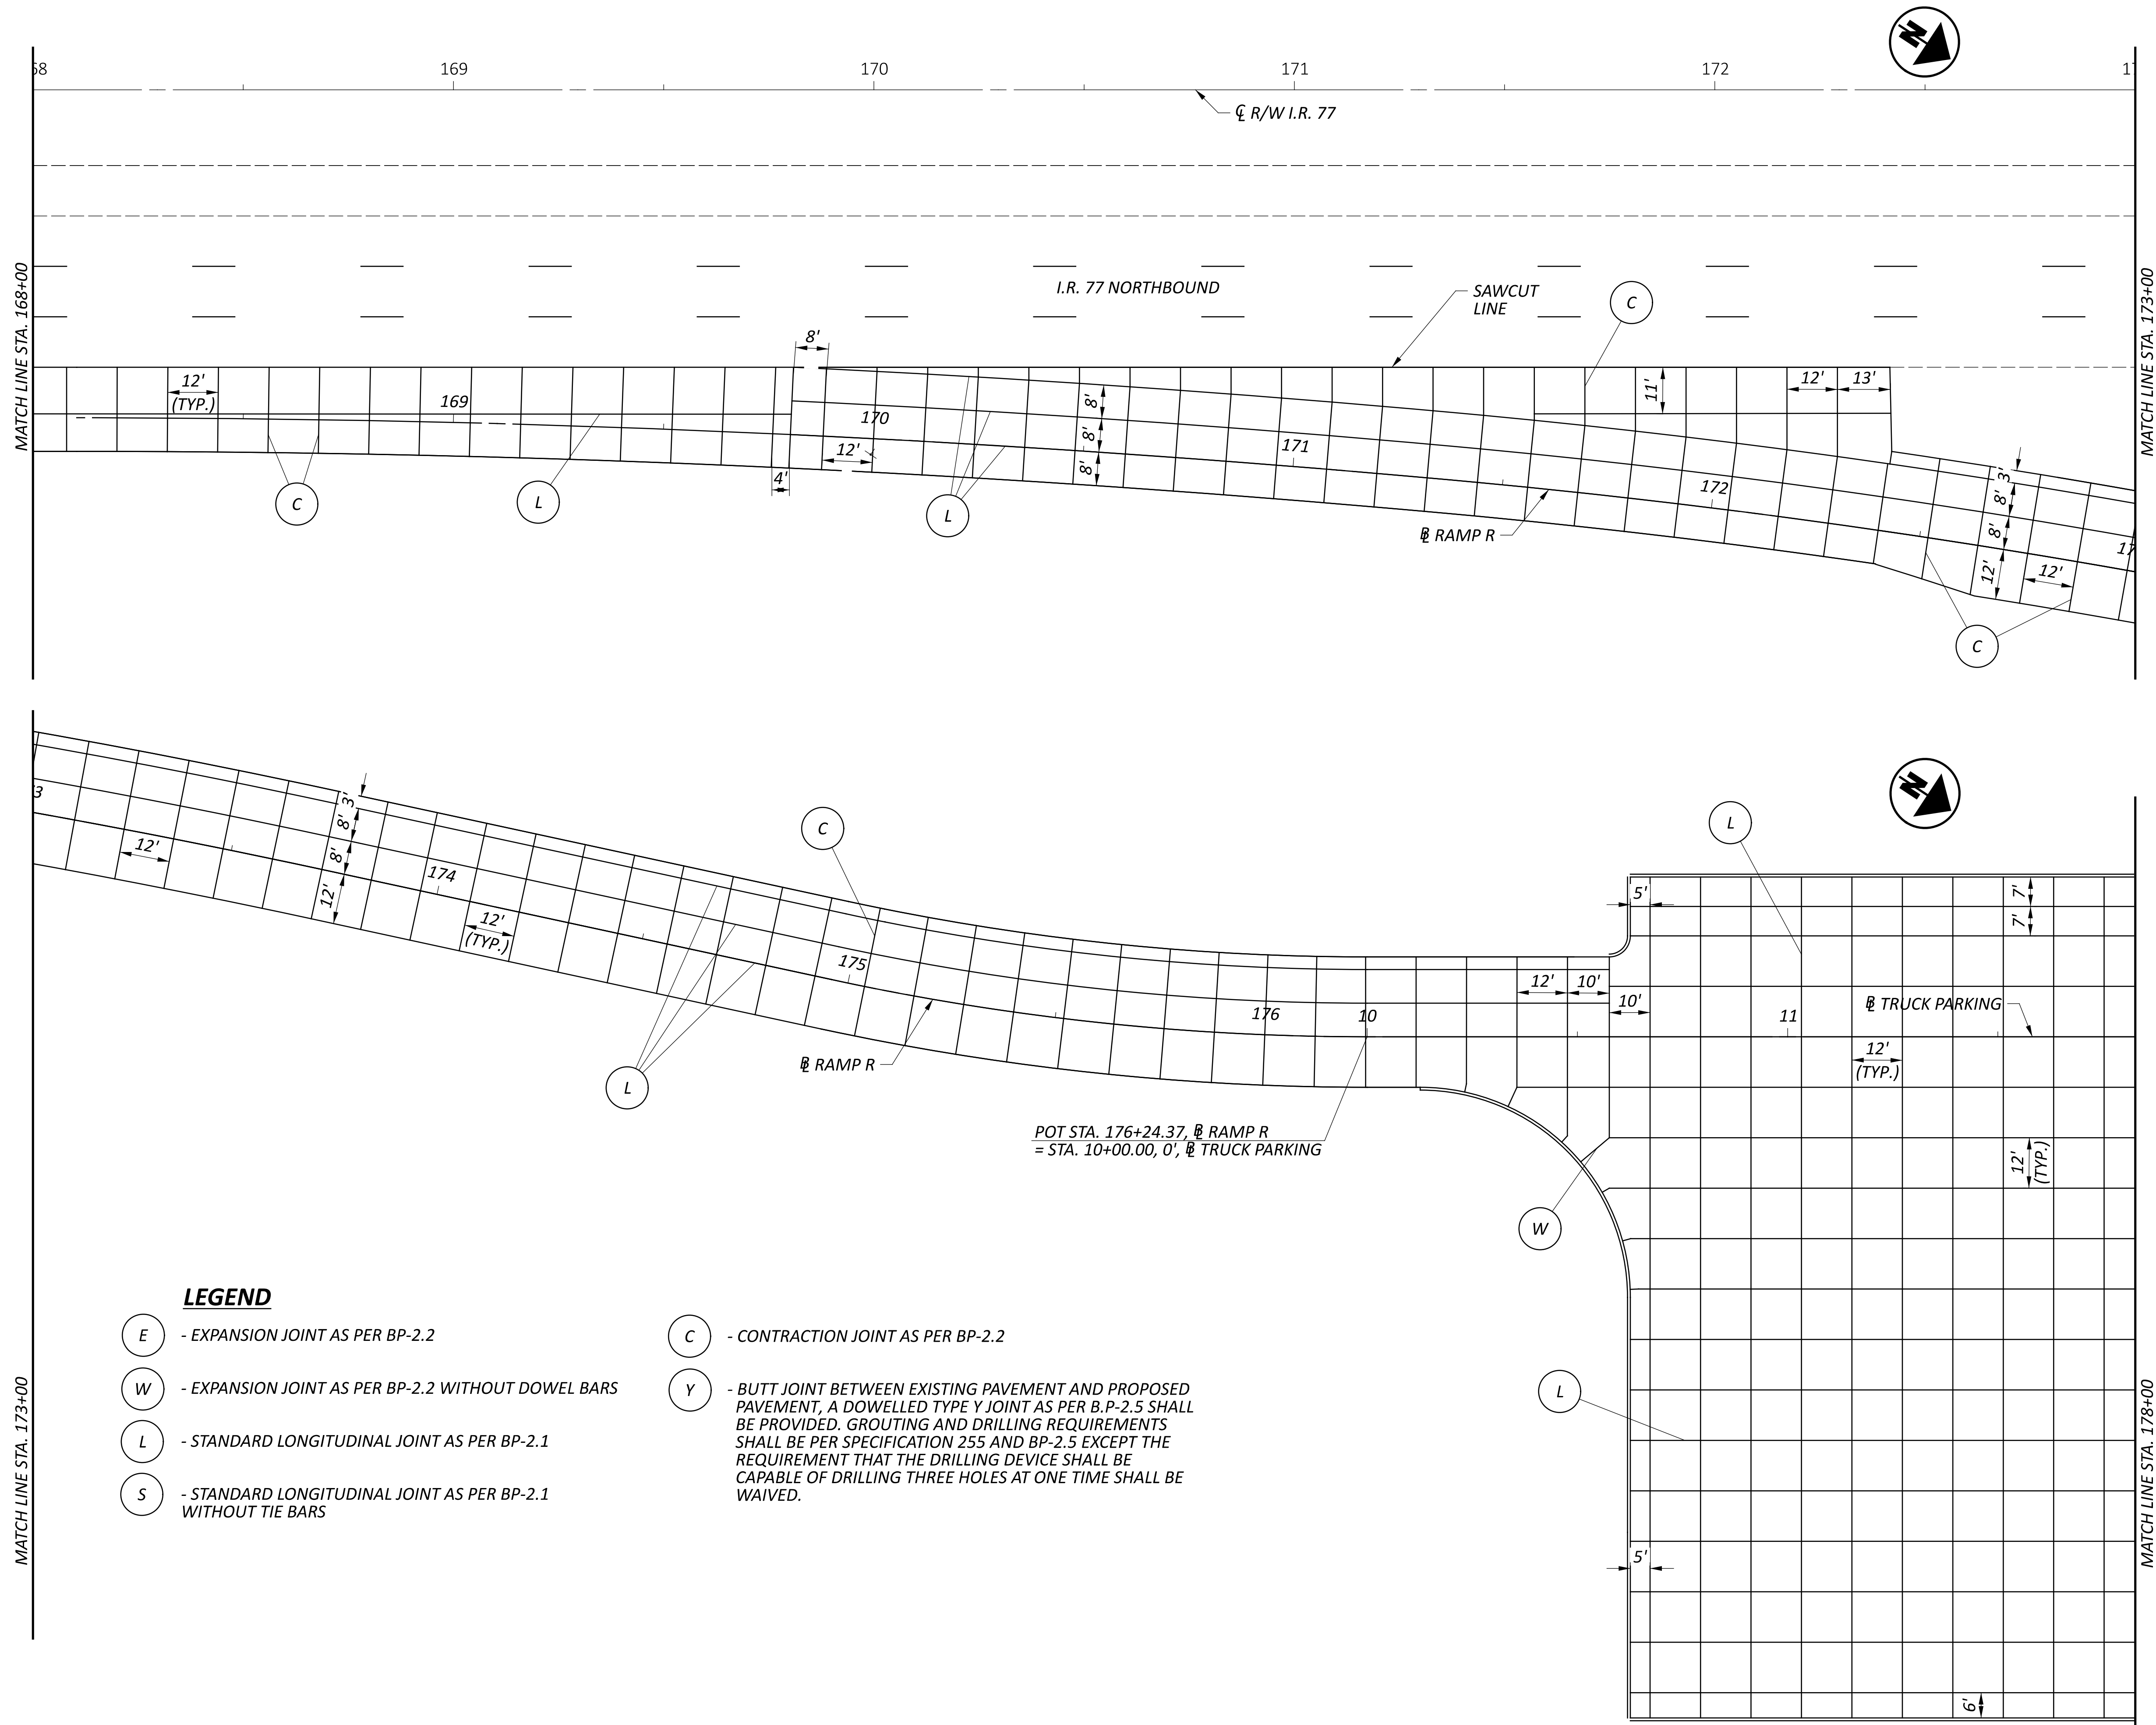 N
68
169
170
171
172
17
℄ R/W I.R. 77
MATCH LINE STA. 168+00
MATCH LINE STA. 173+00
I.R. 77 NORTHBOUND
SAWCUT
LINE
C
8'
12'
(TYP.)
169
170
12'
4'
8'
8'
8'
11'
12'
13'
171
172
C
L
L
℄ RAMP R
3'
8'
8'
12'
12'
17
C
N
3
12'
3'
8'
8'
12'
174
12'
(TYP.)
C
175
176
10
12'
10'
10'
5'
L
7'
7'
11
BL TRUCK PARKING
12'
(TYP.)
BL RAMP R
L
POT STA. 176+24.37, BL RAMP R
= STA. 10+00.00, 0', BL TRUCK PARKING
12'
(TYP.)
W
L
5'
6'
MATCH LINE STA. 173+00
MATCH LINE STA. 178+00
LEGEND
E - EXPANSION JOINT AS PER BP-2.2
W - EXPANSION JOINT AS PER BP-2.2 WITHOUT DOWEL BARS
L - STANDARD LONGITUDINAL JOINT AS PER BP-2.1
S - STANDARD LONGITUDINAL JOINT AS PER BP-2.1
WITHOUT TIE BARS
C - CONTRACTION JOINT AS PER BP-2.2
Y - BUTT JOINT BETWEEN EXISTING PAVEMENT AND PROPOSED
PAVEMENT, A DOWELLED TYPE Y JOINT AS PER B.P-2.5 SHALL
BE PROVIDED. GROUTING AND DRILLING REQUIREMENTS
SHALL BE PER SPECIFICATION 255 AND BP-2.5 EXCEPT THE
REQUIREMENT THAT THE DRILLING DEVICE SHALL BE
CAPABLE OF DRILLING THREE HOLES AT ONE TIME SHALL BE
WAIVED.